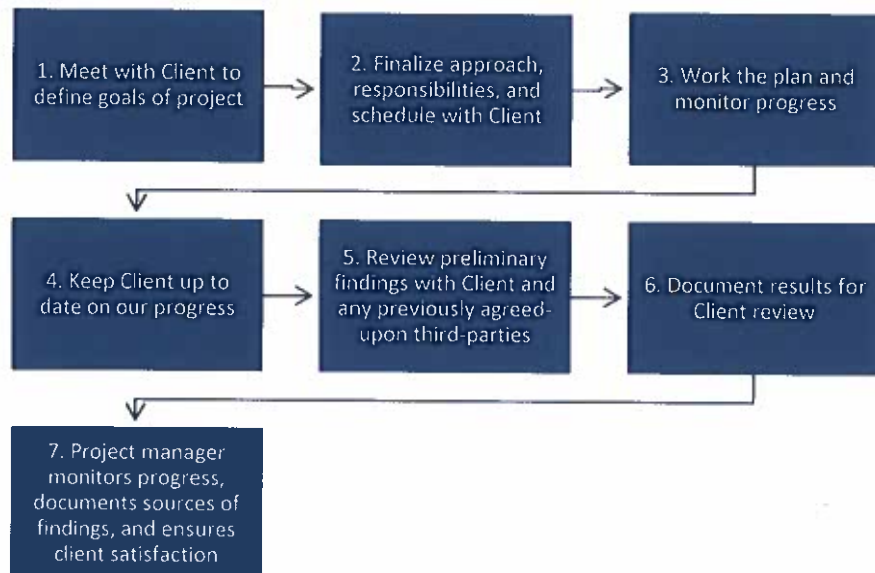 1. Meet with Client to
define goals of project
2. Finalize approach,
responsibilities, and
schedule with Client
3. Work the plan and
monitor progress
4. Keep Client up to
date on our progress
5. Review preliminary
findings with Client and
any previously agreed-
upon third-parties
6. Document results for
Client review
7. Project manager
monitors progress,
documents sources of
findings, and ensures
client satisfaction